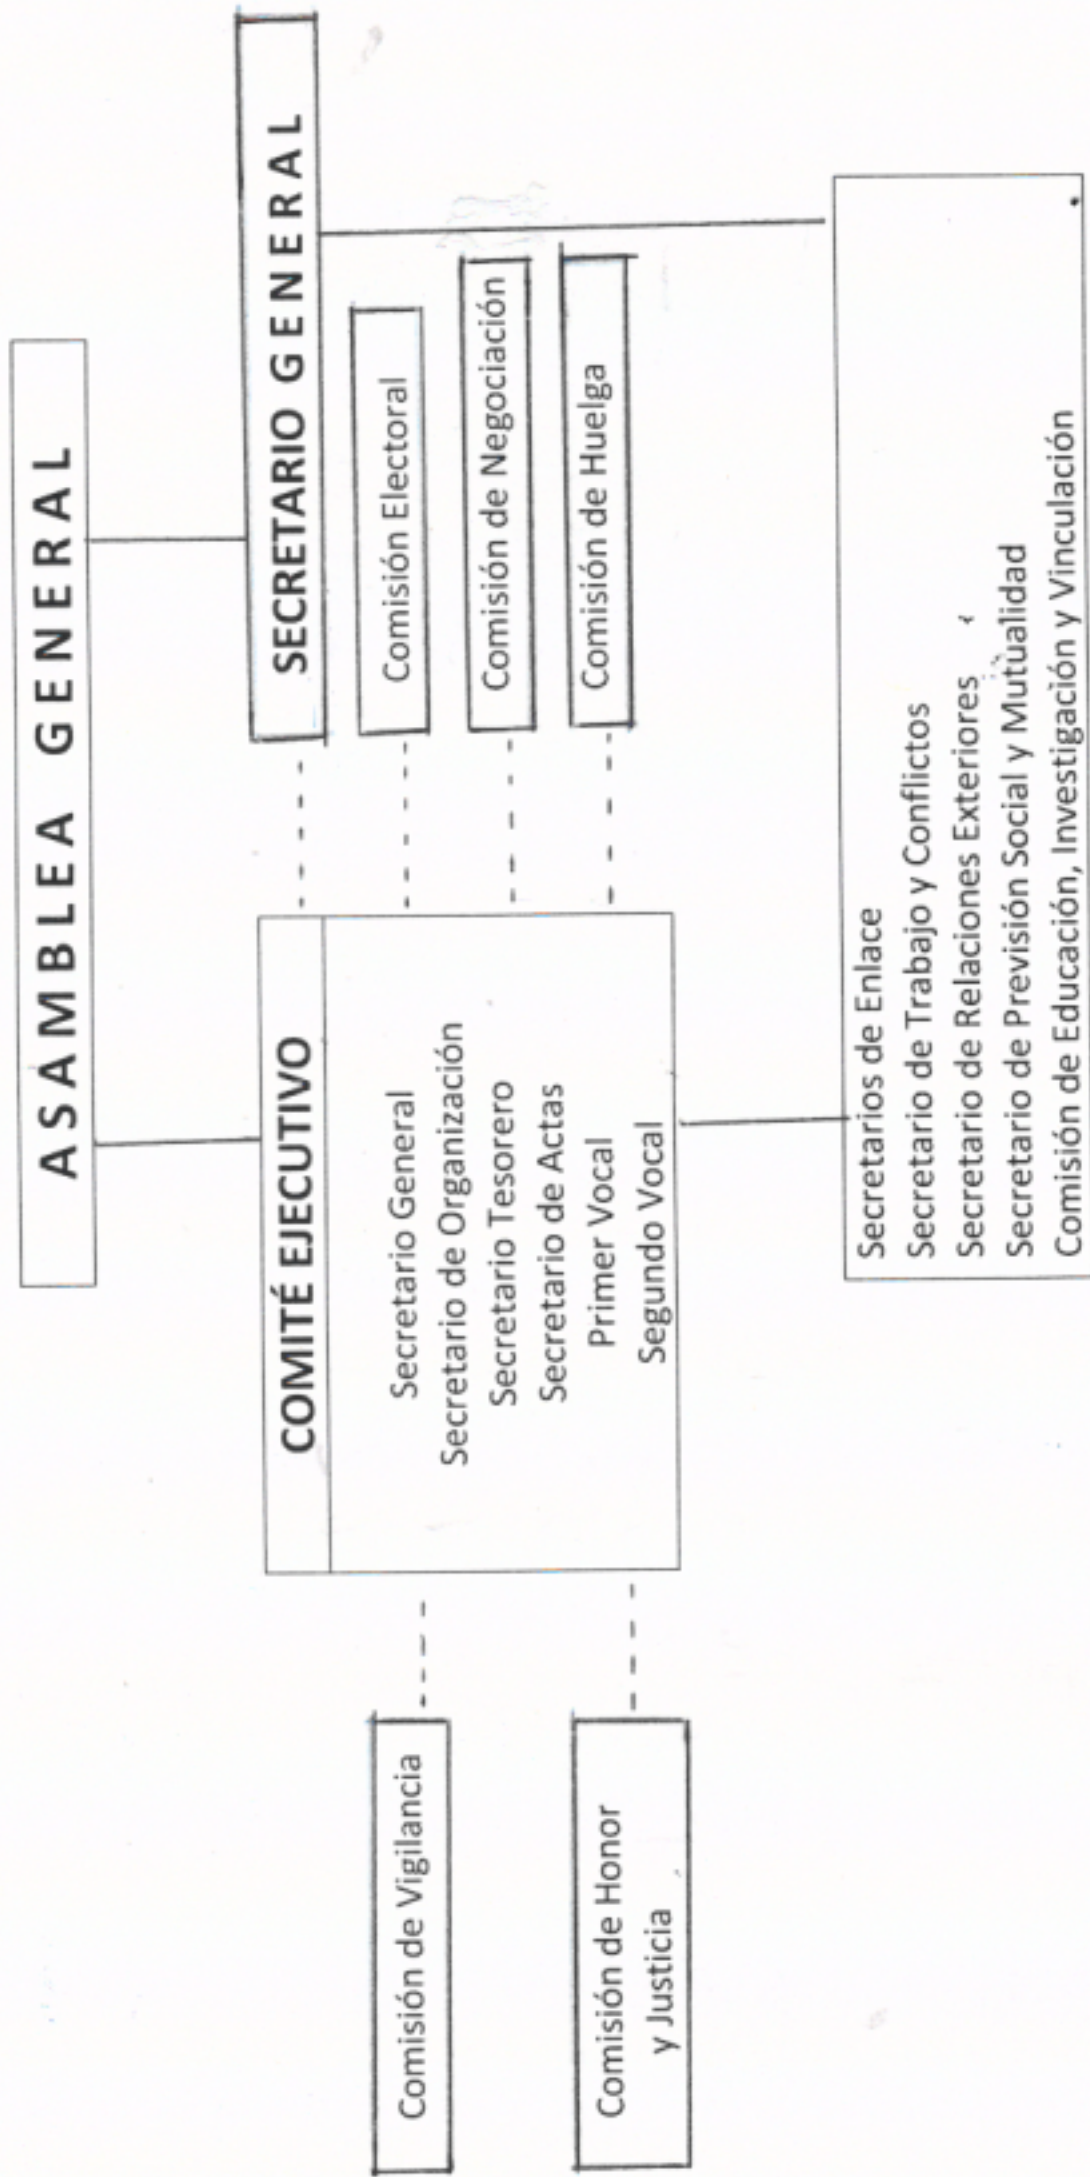 ASAMBLEA GENERAL
COMITÉ EJECUTIVO
Secretario General
Secretario de Organización
Secretario Tesorero
Secretario de Actas
Primer Vocal
Segundo Vocal
SECRETARIO GENERAL
Comisión Electoral
Comisión de Negociación
Comisión de Huelga
Comisión de Vigilancia
Comisión de Honor
y Justicia
Secretarios de Enlace
Secretario de Trabajo y Conflictos
Secretario de Relaciones Exteriores
Secretario de Previsión Social y Mutualidad
Comisión de Educación, Investigación y Vinculación